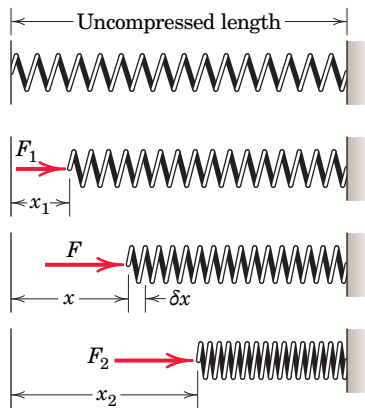 Uncompressed length
F₁
x₁
F
x δx
F₂
x₂